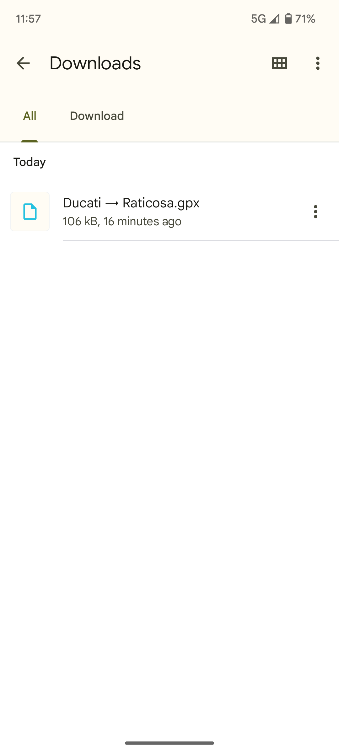 11:57 5G 71%
Downloads
All Download
Today
Ducati → Raticosa.gpx
106 kB, 16 minutes ago